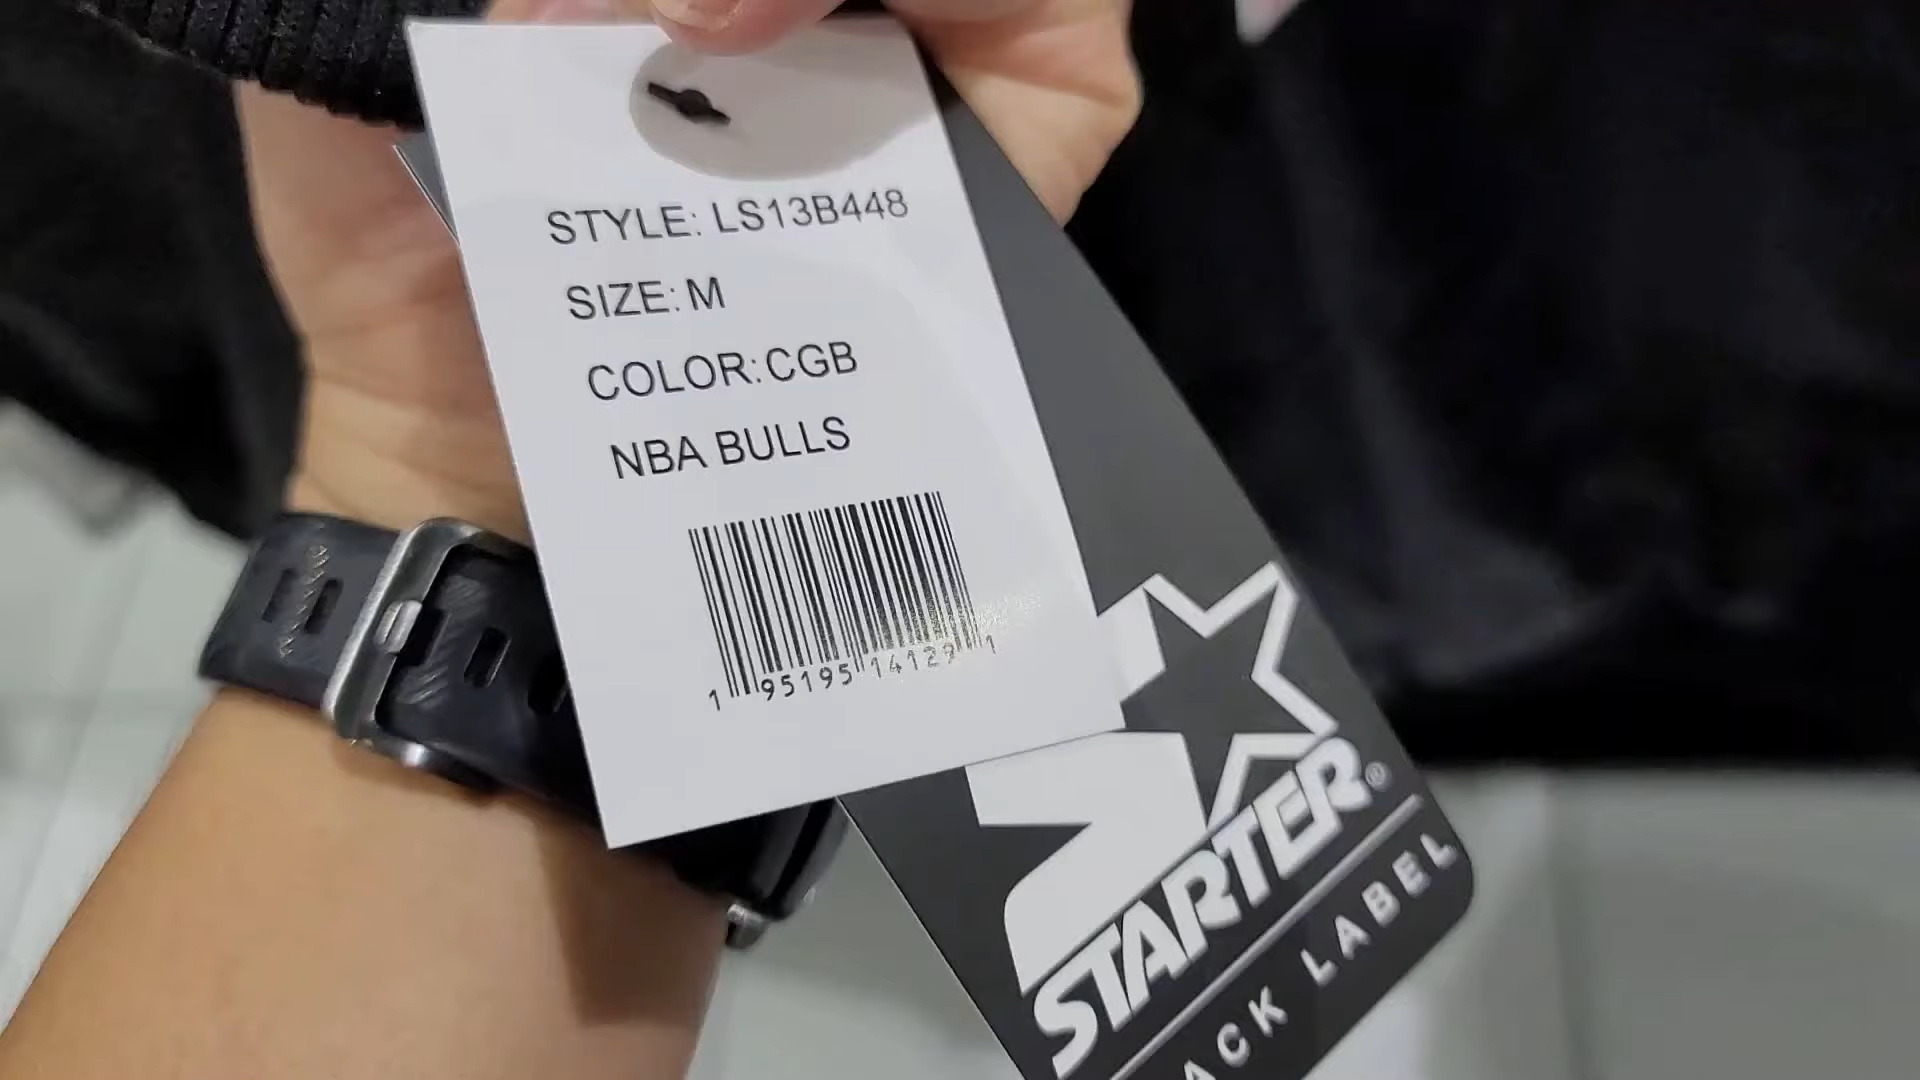 STYLE: LS13B448
SIZE: M
COLOR: CGB
NBA BULLS
1 95195 14129 1
STARTER®
ACK LABEL